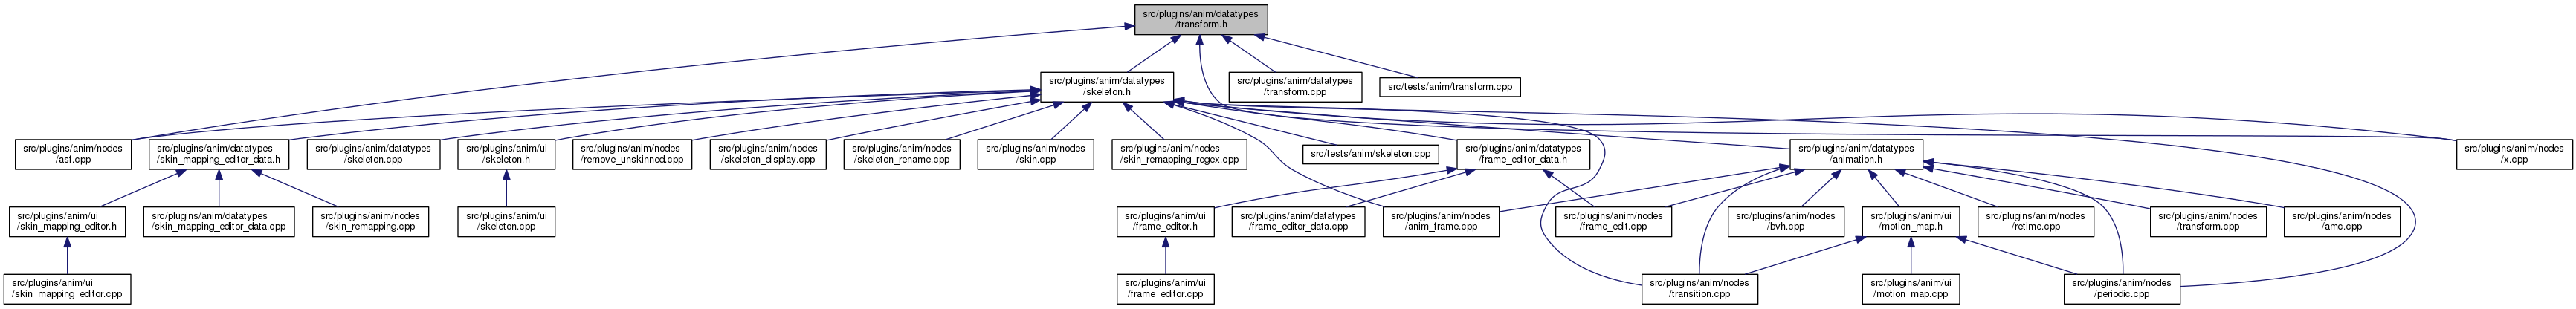 src/plugins/anim/datatypes
/transform.h
src/plugins/anim/datatypes
/skeleton.h
src/plugins/anim/datatypes
/transform.cpp
src/tests/anim/transform.cpp
src/plugins/anim/nodes
/asf.cpp
src/plugins/anim/datatypes
/skin_mapping_editor_data.h
src/plugins/anim/datatypes
/skeleton.cpp
src/plugins/anim/ui
/skeleton.h
src/plugins/anim/nodes
/remove_unskinned.cpp
src/plugins/anim/nodes
/skeleton_display.cpp
src/plugins/anim/nodes
/skeleton_rename.cpp
src/plugins/anim/nodes
/skin.cpp
src/plugins/anim/nodes
/skin_remapping_regex.cpp
src/tests/anim/skeleton.cpp
src/plugins/anim/datatypes
/frame_editor_data.h
src/plugins/anim/datatypes
/animation.h
src/plugins/anim/nodes
/x.cpp
src/plugins/anim/ui
/skin_mapping_editor.h
src/plugins/anim/datatypes
/skin_mapping_editor_data.cpp
src/plugins/anim/nodes
/skin_remapping.cpp
src/plugins/anim/ui
/skeleton.cpp
src/plugins/anim/ui
/frame_editor.h
src/plugins/anim/datatypes
/frame_editor_data.cpp
src/plugins/anim/nodes
/anim_frame.cpp
src/plugins/anim/nodes
/frame_edit.cpp
src/plugins/anim/nodes
/bvh.cpp
src/plugins/anim/ui
/motion_map.h
src/plugins/anim/nodes
/retime.cpp
src/plugins/anim/nodes
/transform.cpp
src/plugins/anim/nodes
/amc.cpp
src/plugins/anim/ui
/skin_mapping_editor.cpp
src/plugins/anim/ui
/frame_editor.cpp
src/plugins/anim/nodes
/transition.cpp
src/plugins/anim/ui
/motion_map.cpp
src/plugins/anim/nodes
/periodic.cpp